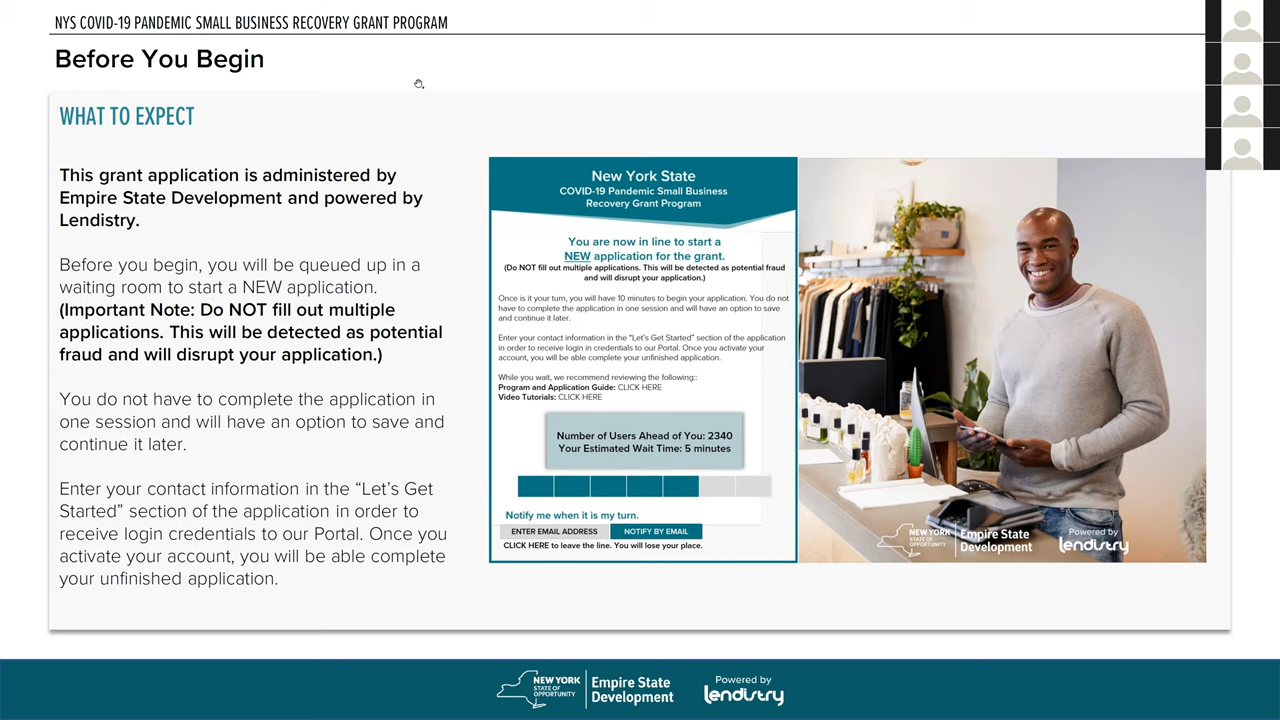 NYS COVID-19 PANDEMIC SMALL BUSINESS RECOVERY GRANT PROGRAM
Before You Begin
WHAT TO EXPECT
This grant application is administered by
Empire State Development and powered by
Lendistry.
Before you begin, you will be queued up in a
waiting room to start a NEW application.
(Important Note: Do NOT fill out multiple
applications. This will be detected as potential
fraud and will disrupt your application.)
You do not have to complete the application in
one session and will have an option to save and
continue it later.
Enter your contact information in the “Let’s Get
Started” section of the application in order to
receive login credentials to our Portal. Once you
activate your account, you will be able complete
your unfinished application.
New York State
COVID-19 Pandemic Small Business
Recovery Grant Program
You are now in line to start a
NEW application for the grant.
(Do NOT fill out multiple applications. This will be detected as potential fraud
and will disrupt your application.)
Once is it your turn, you will have 10 minutes to begin your application. You do not
have to complete the application in one session and will have an option to save
and continue it later.
Enter your contact information in the "Let's Get Started" section of the application
in order to receive login in credentials to our Portal. Once you activate your
account, you will be able complete your unfinished application.
While you wait, we recommend reviewing the following::
Program and Application Guide: CLICK HERE
Video Tutorials: CLICK HERE
Number of Users Ahead of You: 2340
Your Estimated Wait Time: 5 minutes
Notify me when it is my turn.
ENTER EMAIL ADDRESS NOTIFY BY EMAIL
CLICK HERE to leave the line. You will lose your place.
NEW YORK
STATE OF
OPPORTUNITY
Empire State
Development
Powered by
lendistry
NEW YORK
STATE OF
OPPORTUNITY
Empire State
Development
Powered by
lendistry